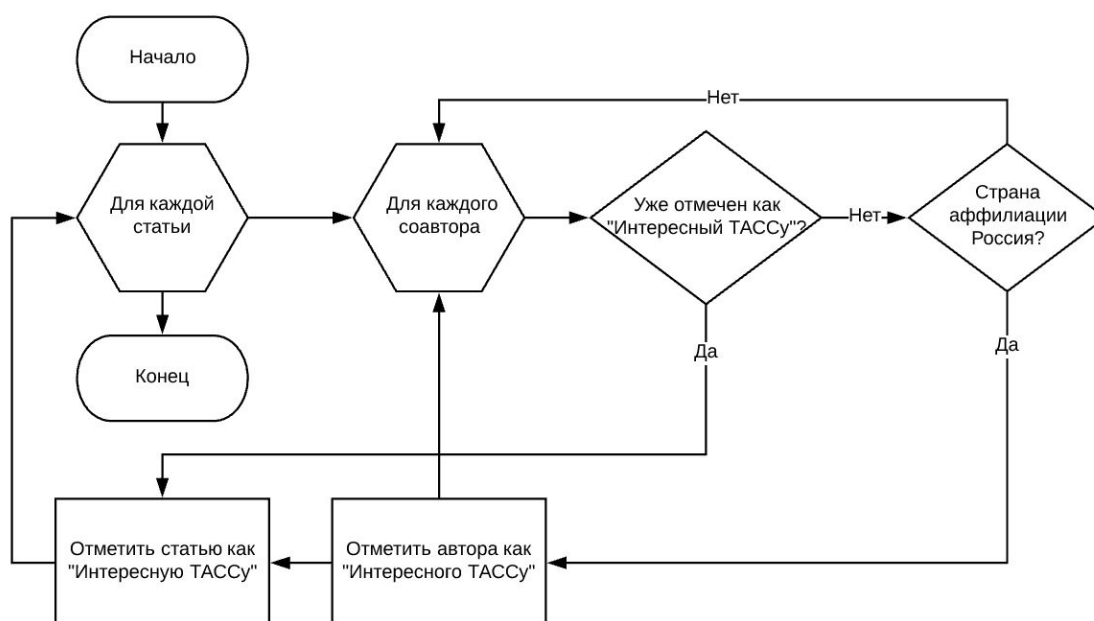 Начало
Нет
Для каждой
статьи
Для каждого
соавтора
Уже отмечен как
"Интересный ТАССу"?
Нет
Страна
аффилиации
Россия?
Да
Да
Конец
Отметить статью как
"Интересную ТАССу"
Отметить автора как
"Интересного ТАССу"